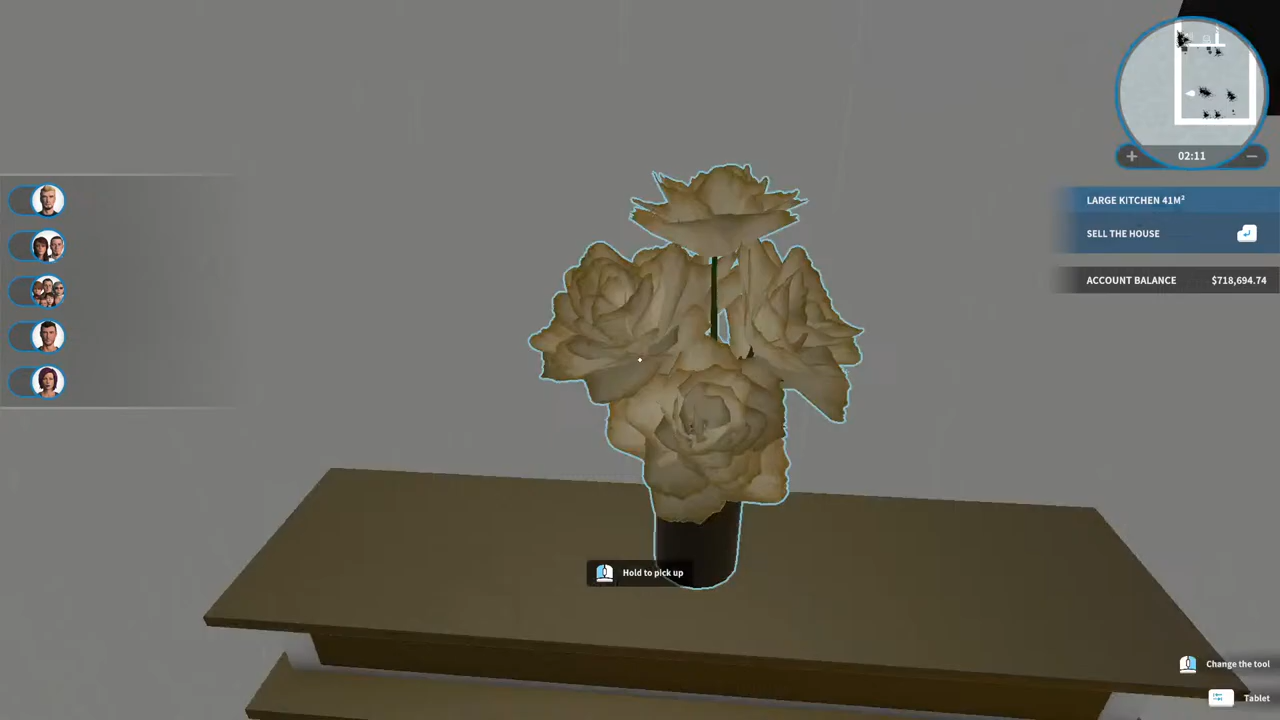 02:11
LARGE KITCHEN 41M²
SELL THE HOUSE
ACCOUNT BALANCE $718,694.74
Hold to pick up
Change the tool
Tablet